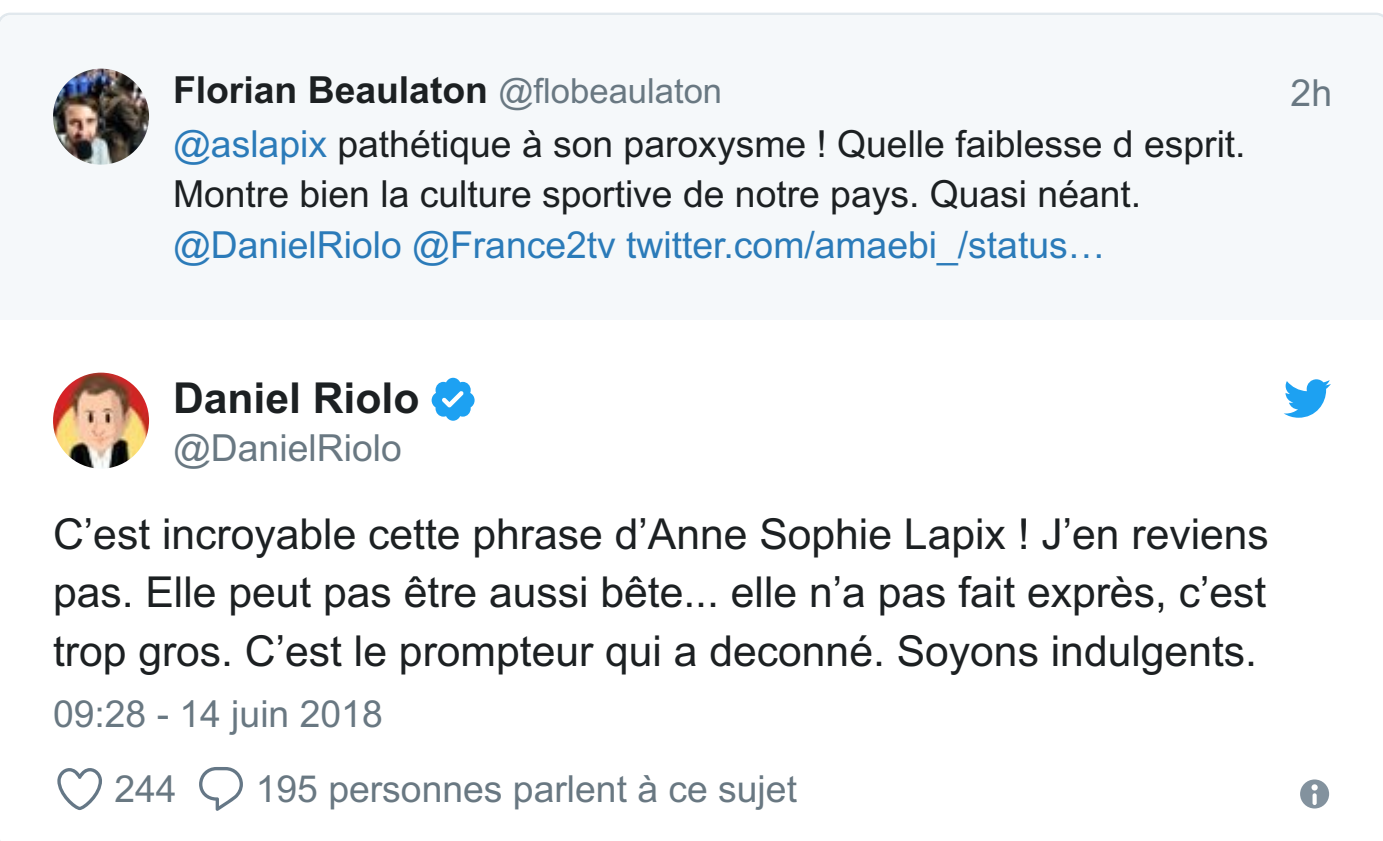 Florian Beaulaton @flobeaulaton 2h
@aslapix pathétique à son paroxysme ! Quelle faiblesse d esprit.
Montre bien la culture sportive de notre pays. Quasi néant.
@DanielRiolo @France2tv twitter.com/amaebi_/status…
Daniel Riolo
@DanielRiolo
C’est incroyable cette phrase d’Anne Sophie Lapix ! J’en reviens
pas. Elle peut pas être aussi bête... elle n’a pas fait exprès, c’est
trop gros. C’est le prompteur qui a deconné. Soyons indulgents.
09:28 - 14 juin 2018
244 195 personnes parlent à ce sujet